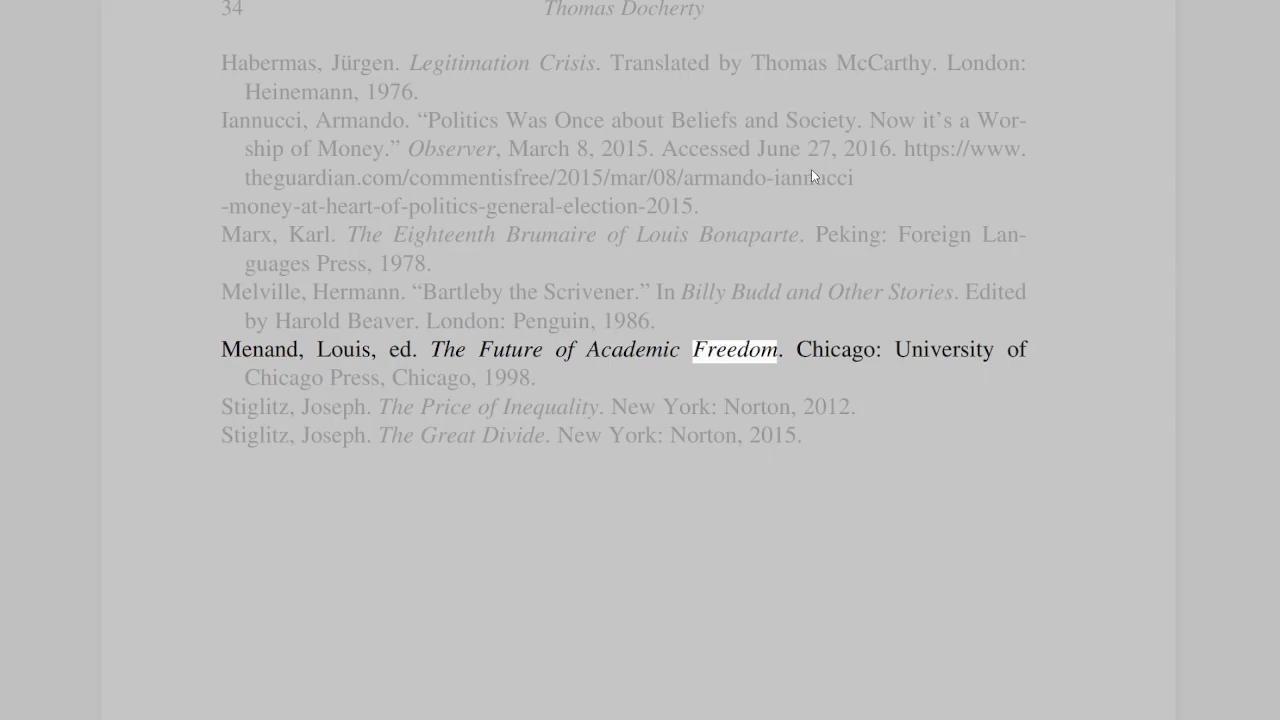 34 Thomas Docherty
Habermas, Jürgen. Legitimation Crisis. Translated by Thomas McCarthy. London:
Heinemann, 1976.
Iannucci, Armando. “Politics Was Once about Beliefs and Society. Now it’s a Wor-
ship of Money.” Observer, March 8, 2015. Accessed June 27, 2016. https://www.
theguardian.com/commentisfree/2015/mar/08/armando-iannucci
-money-at-heart-of-politics-general-election-2015.
Marx, Karl. The Eighteenth Brumaire of Louis Bonaparte. Peking: Foreign Lan-
guages Press, 1978.
Melville, Hermann. “Bartleby the Scrivener.” In Billy Budd and Other Stories. Edited
by Harold Beaver. London: Penguin, 1986.
Menand, Louis, ed. The Future of Academic Freedom. Chicago: University of
Chicago Press, Chicago, 1998.
Stiglitz, Joseph. The Price of Inequality. New York: Norton, 2012.
Stiglitz, Joseph. The Great Divide. New York: Norton, 2015.